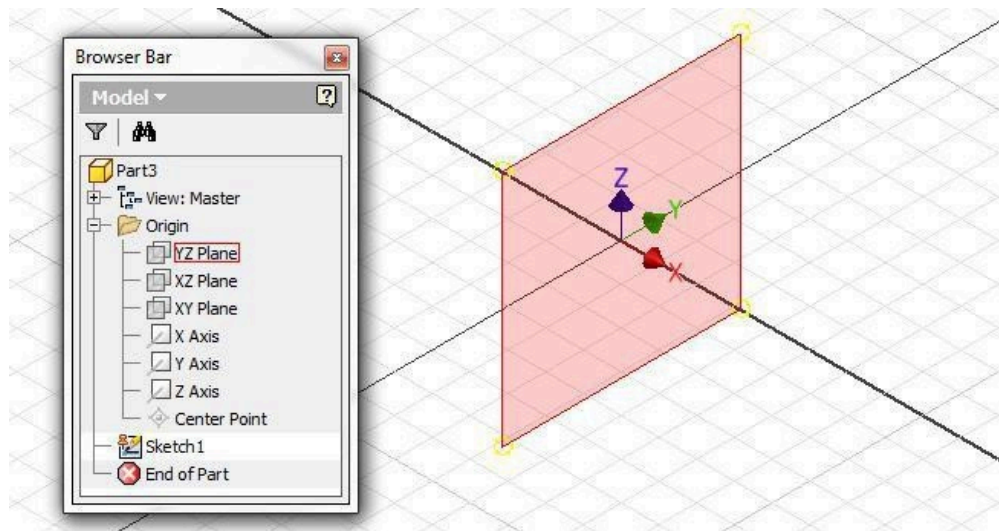 Browser Bar
Model
Part3
View: Master
Origin
YZ Plane
XZ Plane
XY Plane
X Axis
Y Axis
Z Axis
Center Point
Sketch1
End of Part
Z
Y
X